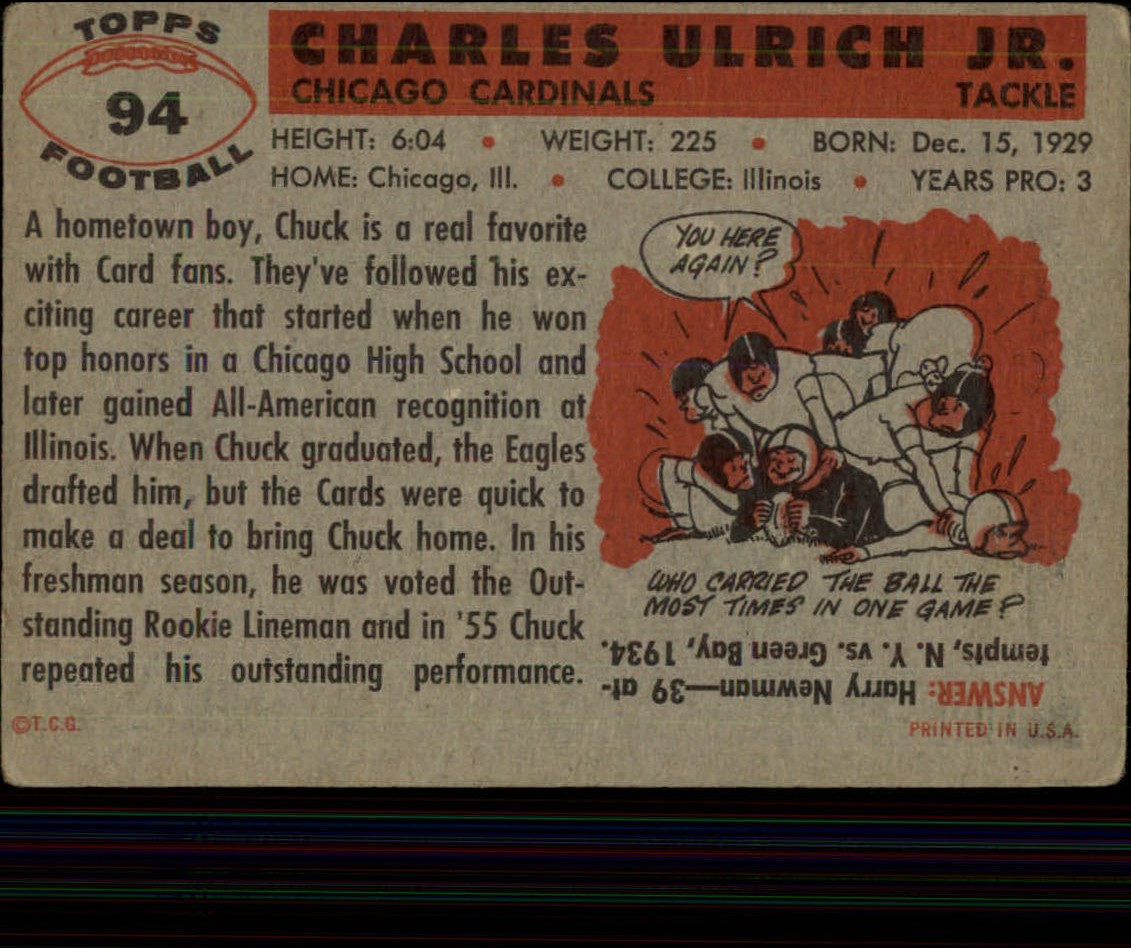 TOPPS
94
FOOTBALL
CHARLES ULRICH JR.
CHICAGO CARDINALS TACKLE
HEIGHT: 6:04 • WEIGHT: 225 • BORN: Dec. 15, 1929
HOME: Chicago, Ill. • COLLEGE: Illinois • YEARS PRO: 3
A hometown boy, Chuck is a real favorite
with Card fans. They've followed his ex-
citing career that started when he won
top honors in a Chicago High School and
later gained All-American recognition at
Illinois. When Chuck graduated, the Eagles
drafted him, but the Cards were quick to
make a deal to bring Chuck home. In his
freshman season, he was voted the Out-
standing Rookie Lineman and in '55 Chuck
repeated his outstanding performance.
YOU HERE
AGAIN?
WHO CARRIED THE BALL THE
MOST TIMES IN ONE GAME?
ANSWER: Harry Newman—39 at-
tempts, N. Y. vs. Green Bay, 1934.
©T.C.G.
PRINTED IN U.S.A.